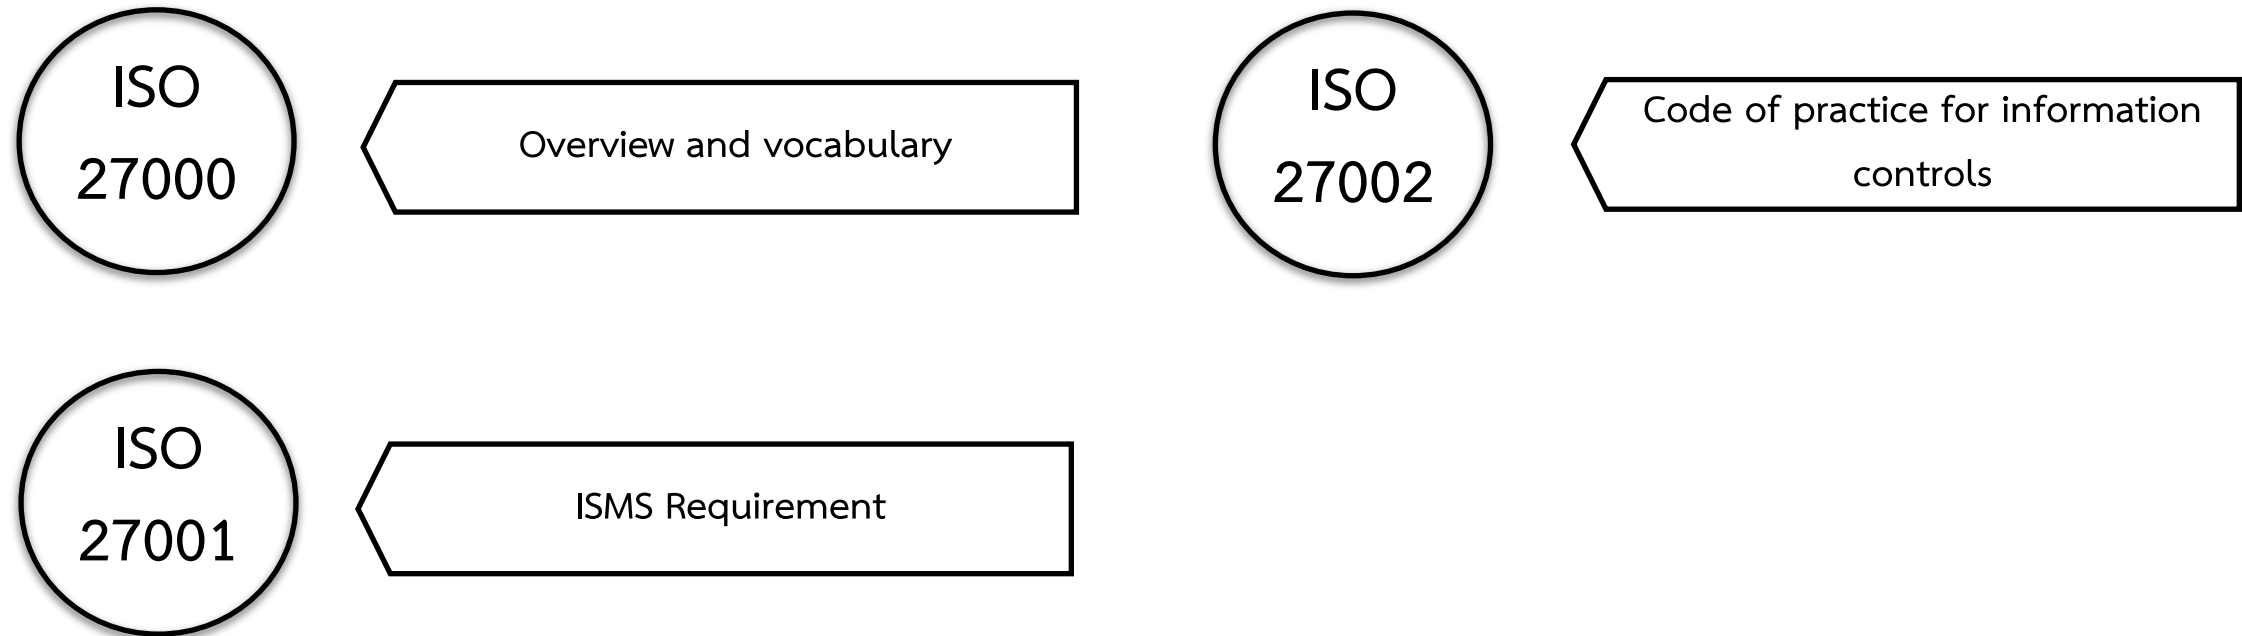 ISO
27000
Overview and vocabulary
ISO
27002
Code of practice for information
controls
ISO
27001
ISMS Requirement